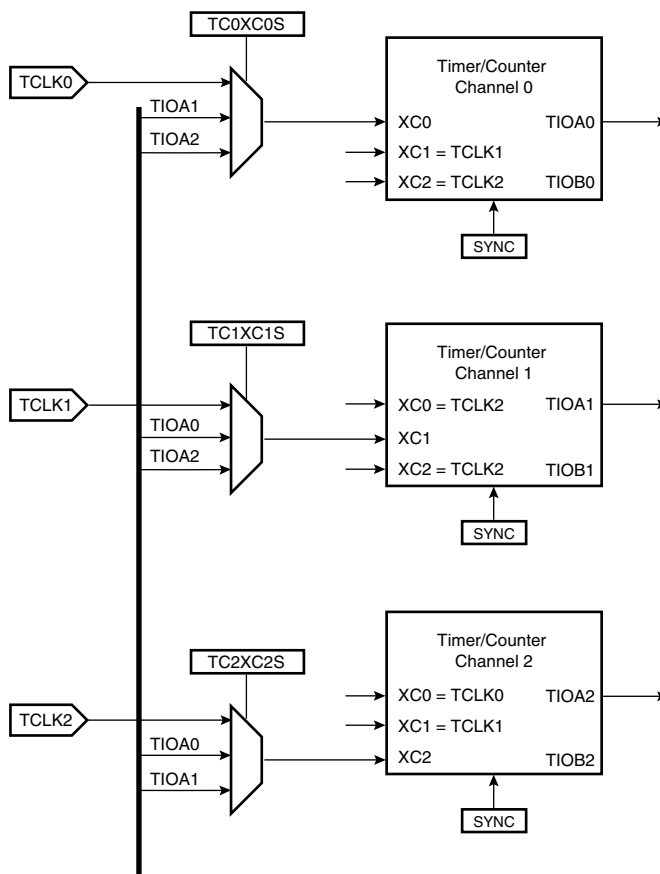 TC0XC0S
TCLK0
TIOA1
TIOA2
Timer/Counter
Channel 0
XC0
TIOA0
XC1 = TCLK1
XC2 = TCLK2
TIOB0
SYNC
TC1XC1S
TCLK1
TIOA0
TIOA2
Timer/Counter
Channel 1
XC0 = TCLK2
TIOA1
XC1
XC2 = TCLK2
TIOB1
SYNC
TC2XC2S
TCLK2
TIOA0
TIOA1
Timer/Counter
Channel 2
XC0 = TCLK0
TIOA2
XC1 = TCLK1
XC2
TIOB2
SYNC